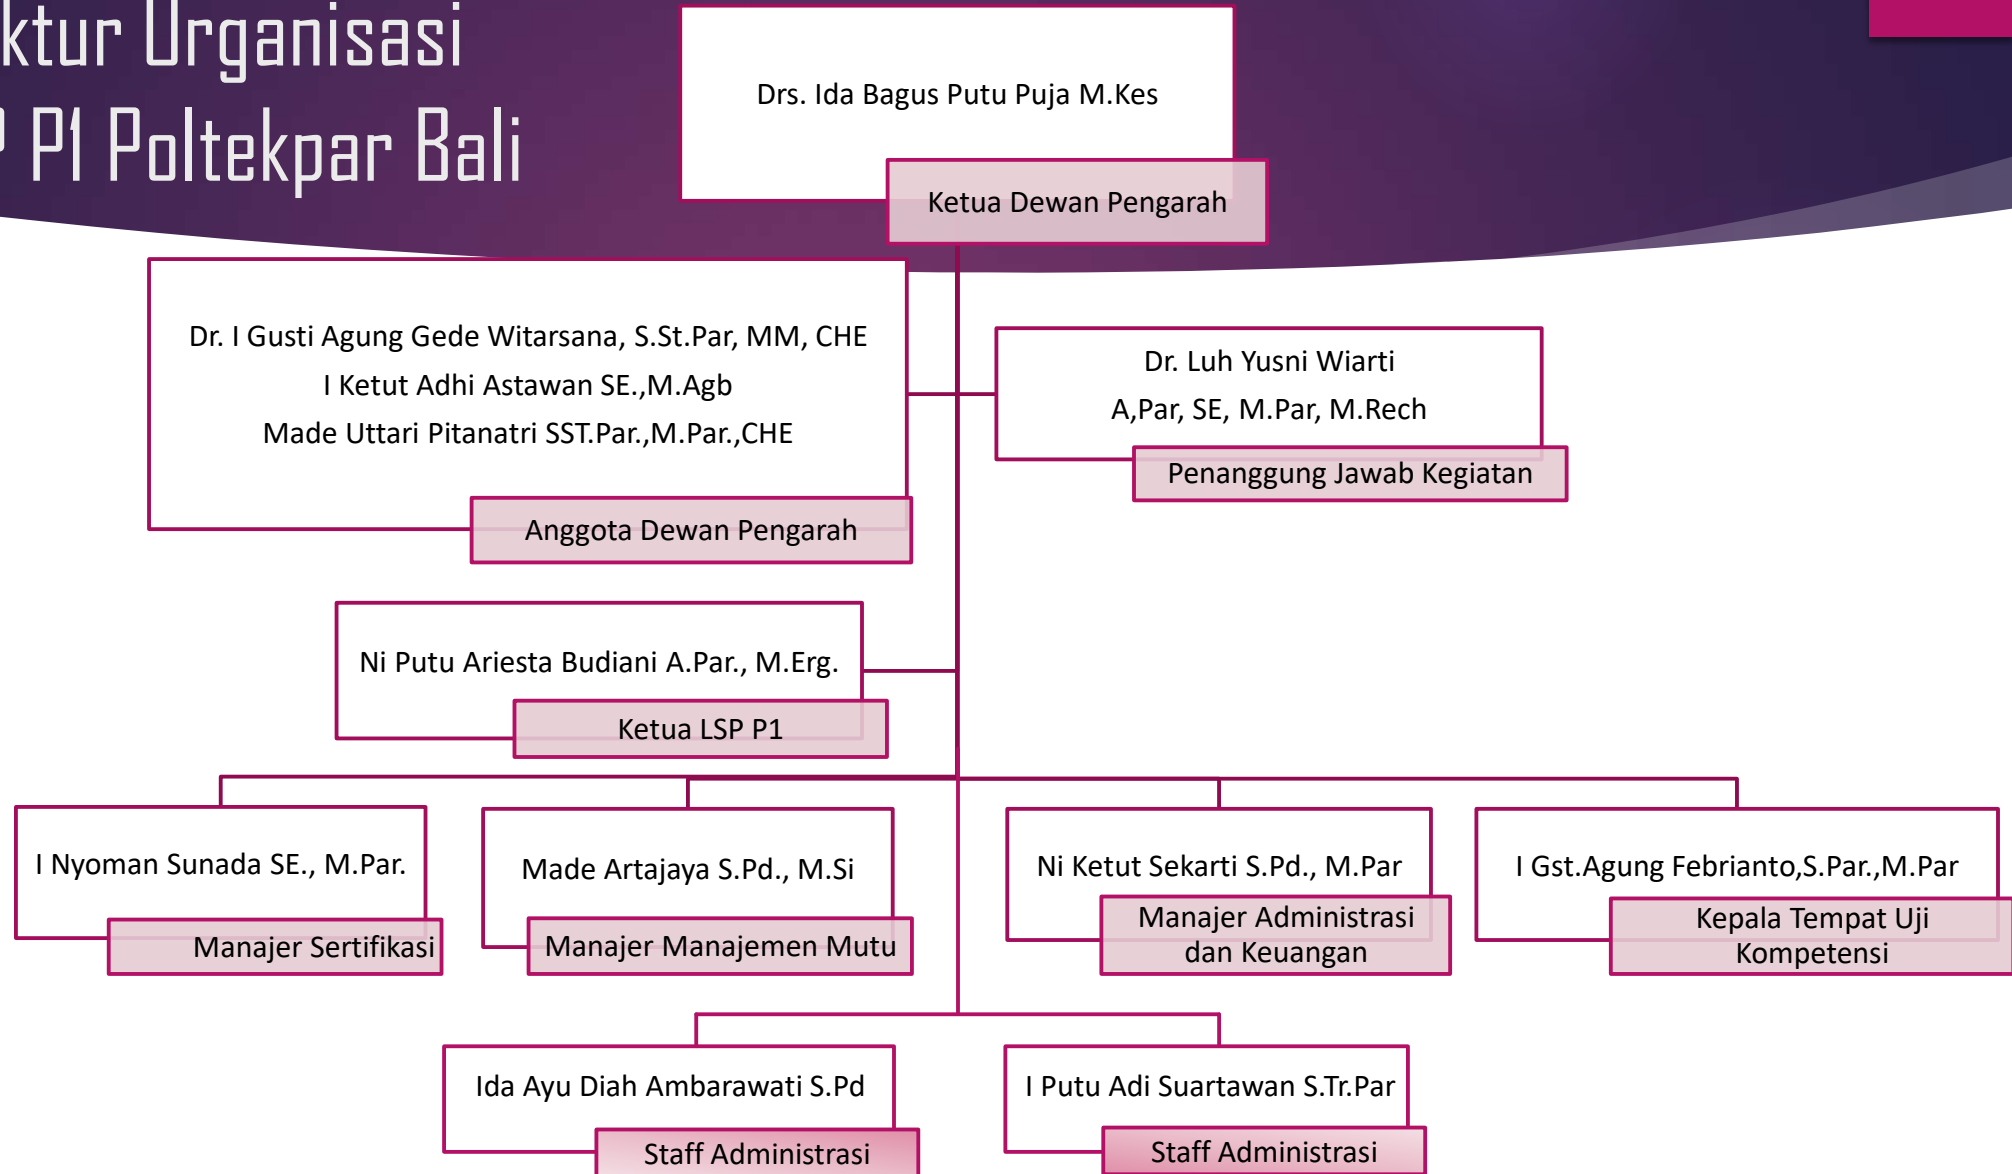 ktur Organisasi
P1 Poltekpar Bali
Drs. Ida Bagus Putu Puja M.Kes
Ketua Dewan Pengarah
Dr. I Gusti Agung Gede Witarsana, S.St.Par, MM, CHE
I Ketut Adhi Astawan SE.,M.Agb
Made Uttari Pitanatri SST.Par.,M.Par.,CHE
Anggota Dewan Pengarah
Dr. Luh Yusni Wiarti
A,Par, SE, M.Par, M.Rech
Penanggung Jawab Kegiatan
Ni Putu Ariesta Budiani A.Par., M.Erg.
Ketua LSP P1
I Nyoman Sunada SE., M.Par.
Manajer Sertifikasi
Made Artajaya S.Pd., M.Si
Manajer Manajemen Mutu
Ni Ketut Sekarti S.Pd., M.Par
Manajer Administrasi
dan Keuangan
I Gst.Agung Febrianto,S.Par.,M.Par
Kepala Tempat Uji
Kompetensi
Ida Ayu Diah Ambarawati S.Pd
Staff Administrasi
I Putu Adi Suartawan S.Tr.Par
Staff Administrasi